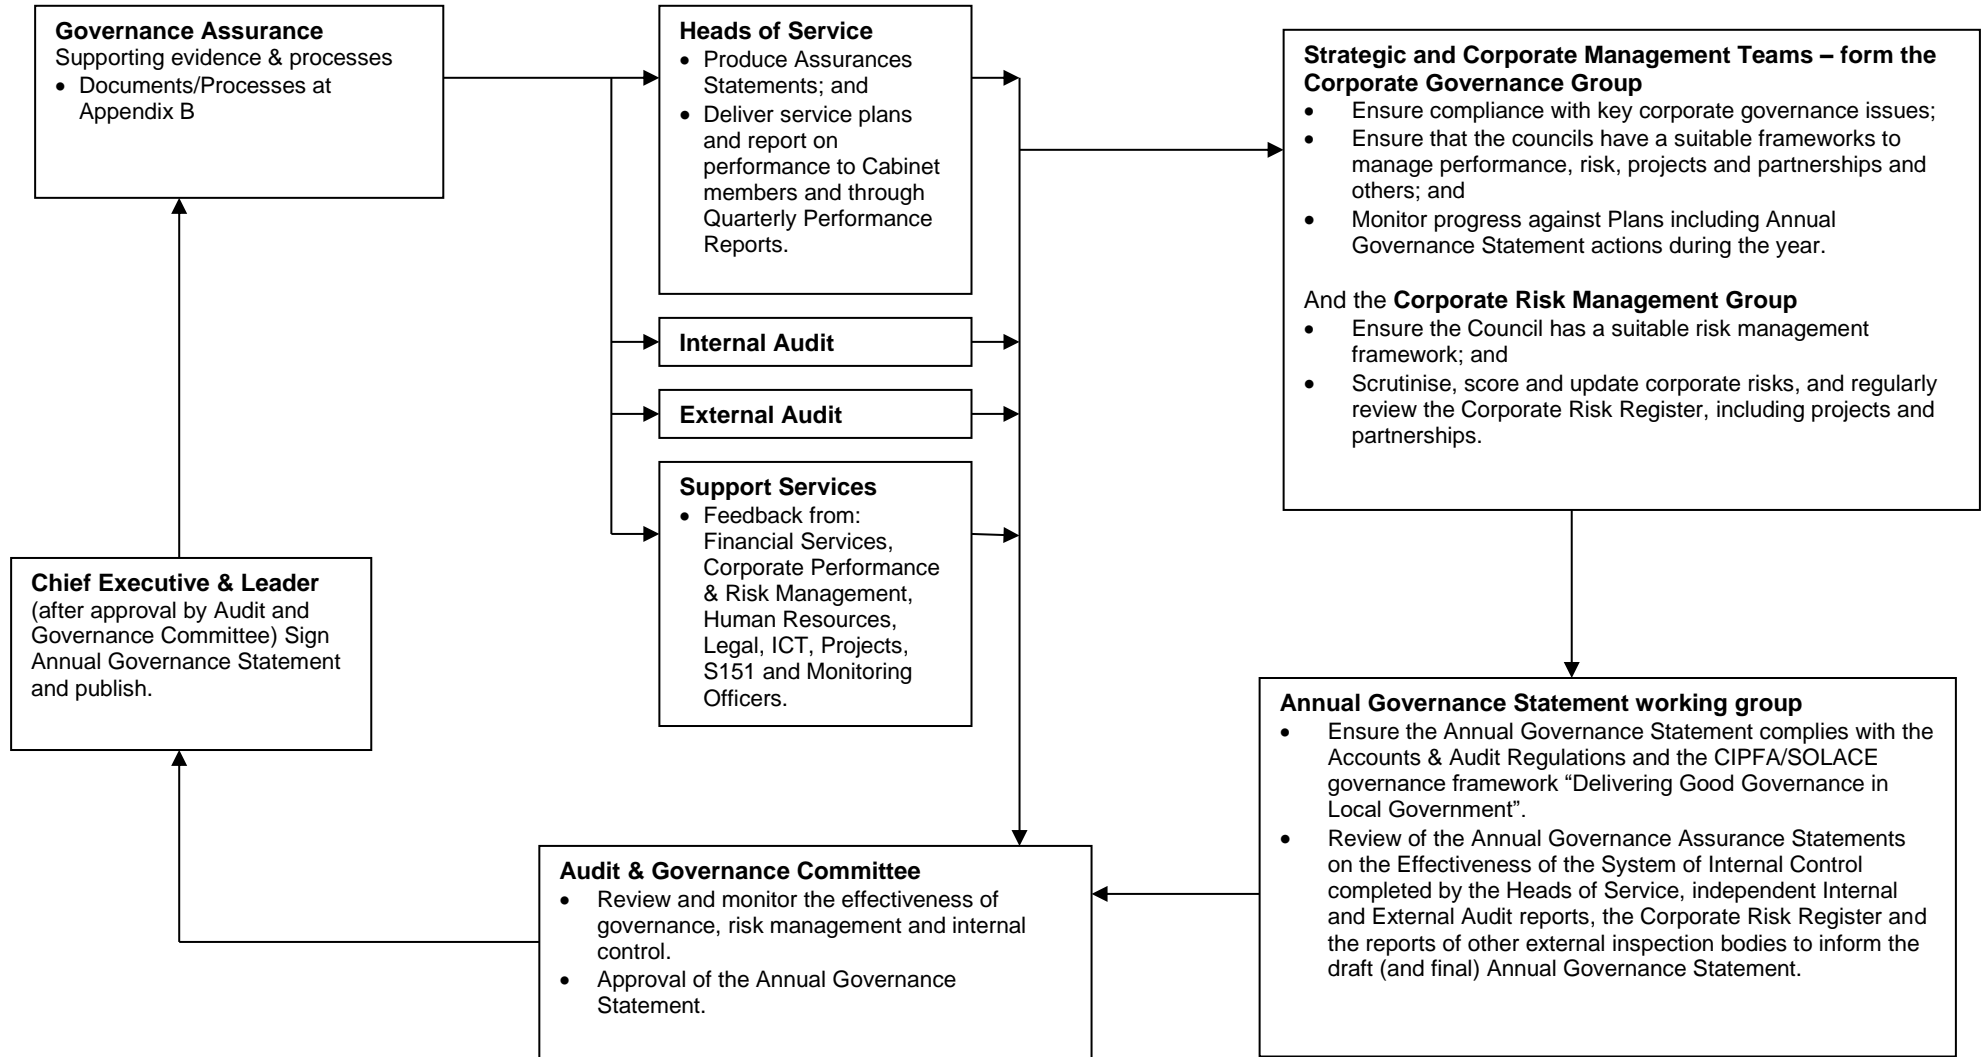 Governance Assurance
Supporting evidence & processes
• Documents/Processes at
Appendix B
Heads of Service
• Produce Assurances
Statements; and
• Deliver service plans
and report on
performance to Cabinet
members and through
Quarterly Performance
Reports.
Internal Audit
External Audit
Support Services
• Feedback from:
Financial Services,
Corporate Performance
& Risk Management,
Human Resources,
Legal, ICT, Projects,
S151 and Monitoring
Officers.
Strategic and Corporate Management Teams – form the
Corporate Governance Group
• Ensure compliance with key corporate governance issues;
• Ensure that the councils have a suitable frameworks to
manage performance, risk, projects and partnerships and
others; and
• Monitor progress against Plans including Annual
Governance Statement actions during the year.
And the Corporate Risk Management Group
• Ensure the Council has a suitable risk management
framework; and
• Scrutinise, score and update corporate risks, and regularly
review the Corporate Risk Register, including projects and
partnerships.
Annual Governance Statement working group
• Ensure the Annual Governance Statement complies with the
Accounts & Audit Regulations and the CIPFA/SOLACE
governance framework “Delivering Good Governance in
Local Government”.
• Review of the Annual Governance Assurance Statements
on the Effectiveness of the System of Internal Control
completed by the Heads of Service, independent Internal
and External Audit reports, the Corporate Risk Register and
the reports of other external inspection bodies to inform the
draft (and final) Annual Governance Statement.
Audit & Governance Committee
• Review and monitor the effectiveness of
governance, risk management and internal
control.
• Approval of the Annual Governance
Statement.
Chief Executive & Leader
(after approval by Audit and
Governance Committee) Sign
Annual Governance Statement
and publish.